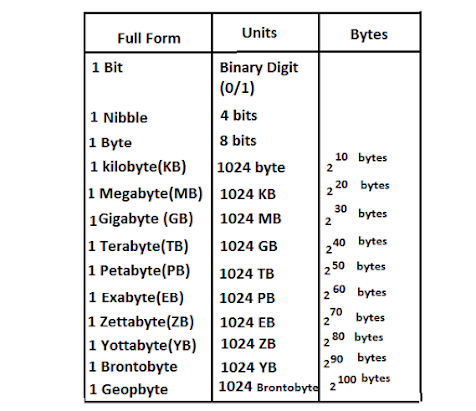 Full Form Units Bytes
1 Bit Binary Digit
(0/1)
1 Nibble 4 bits
1 Byte 8 bits
1 kilobyte(KB) 1024 byte 2^10 bytes
1 Megabyte(MB) 1024 KB 2^20 bytes
1Gigabyte (GB) 1024 MB 2^30 bytes
1 Terabyte(TB) 1024 GB 2^40 bytes
1 Petabyte(PB) 1024 TB 2^50 bytes
1 Exabyte(EB) 1024 PB 2^60 bytes
1 Zettabyte(ZB) 1024 EB 2^70 bytes
1 Yottabyte(YB) 1024 ZB 2^80 bytes
1 Brontobyte 1024 YB 2^90 bytes
1 Geopbyte 1024 Brontobyte 2^100 bytes